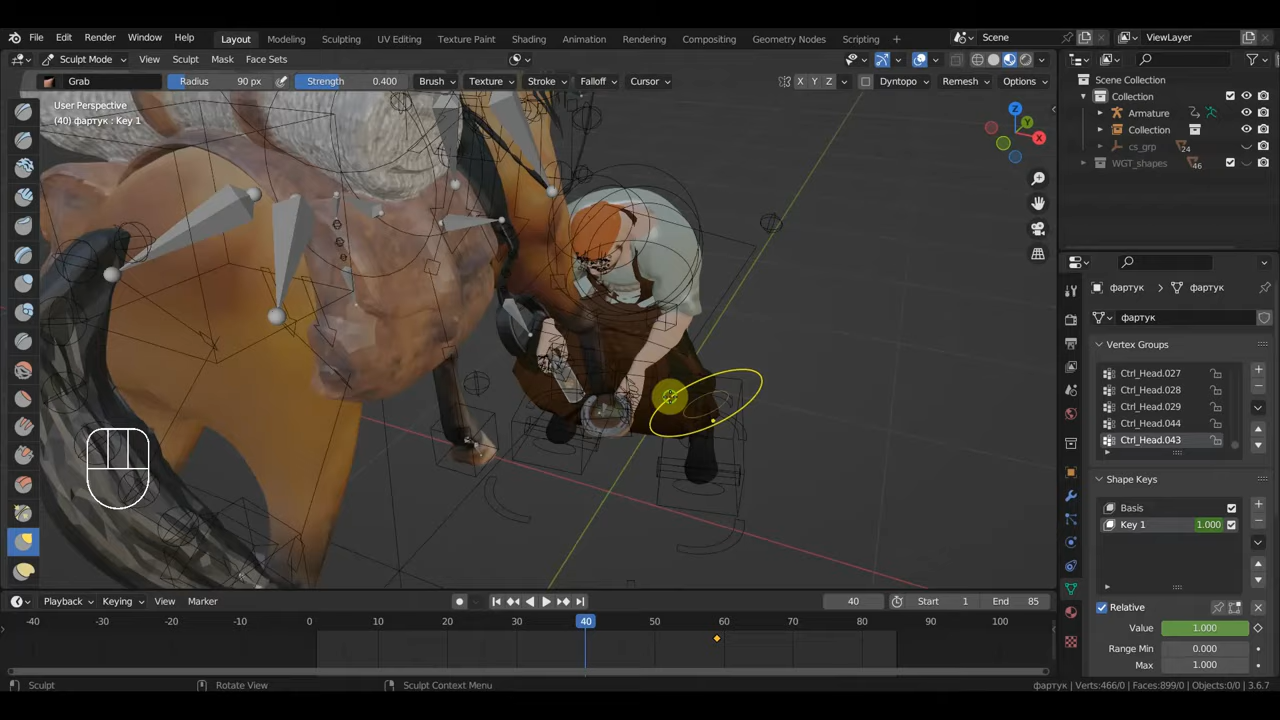 File Edit Render Window Help Layout Modeling Sculpting UV Editing Texture Paint Shading Animation Rendering Compositing Geometry Nodes Scripting Scene ViewLayer
Sculpt Mode View Sculpt Mask Face Sets
Grab Radius 90 px Strength 0.400 Brush Texture Stroke Falloff Cursor X Y Z Dyntopo Remesh Options
User Perspective
(40) фартук : Key 1
Z
Y
X
Scene Collection
Collection
Armature
Collection
cs_grp 24
WGT_shapes 46
фартук фартук
фартук
Vertex Groups
Ctrl_Head.027
Ctrl_Head.028
Ctrl_Head.029
Ctrl_Head.044
Ctrl_Head.043
Shape Keys
Basis
Key 1 1.000
Relative
Value 1.000
Range Min 0.000
Max 1.000
Playback Keying View Marker 40 Start 1 End 85
-40 -30 -20 -10 0 10 20 30 40 50 60 70 80 90 100
Sculpt Rotate View Sculpt Context Menu фартук | Verts:466/0 | Faces:899/0 | Objects:0/0 | 3.6.7